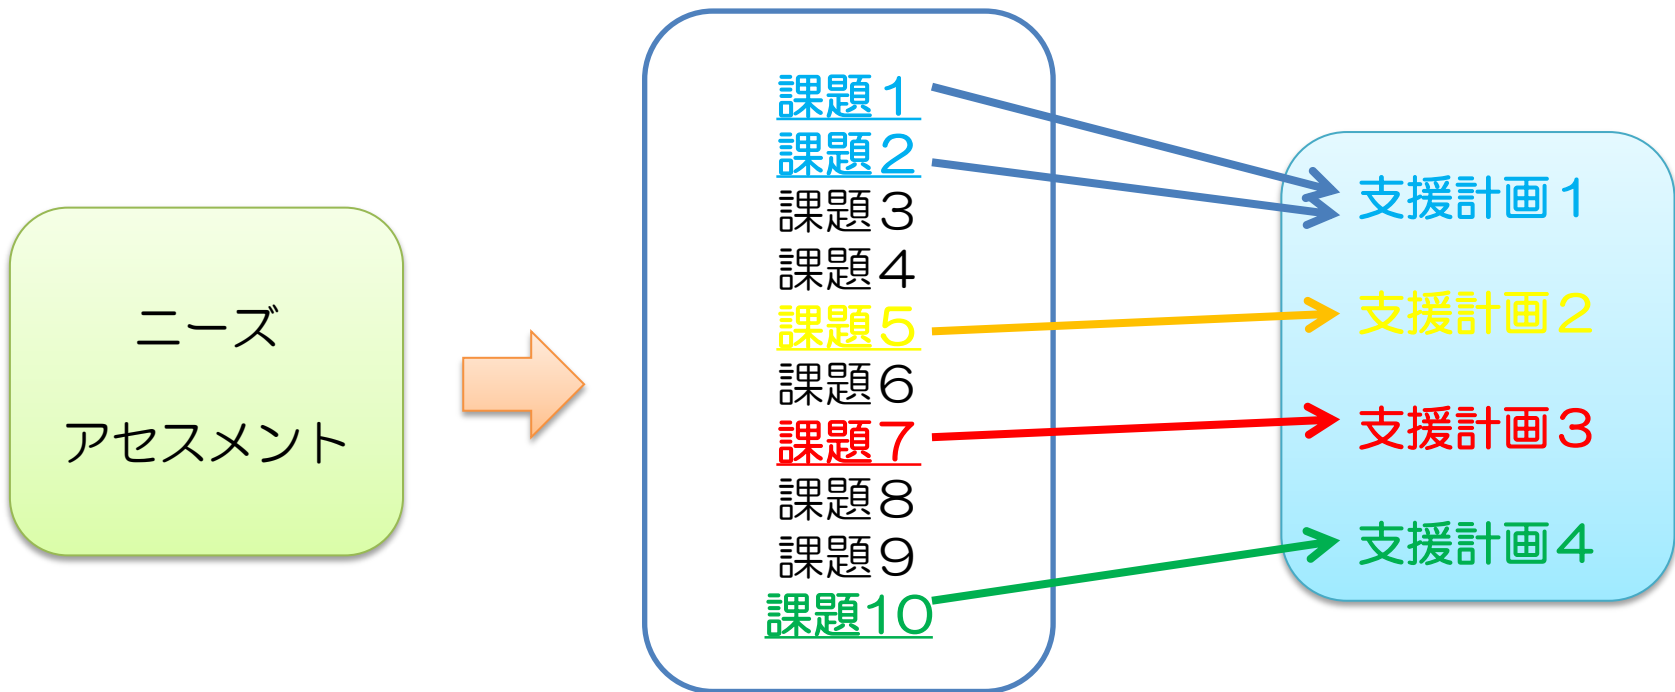 ニーズ
アセスメント
課題１
課題２
課題３
課題４
課題５
課題６
課題７
課題８
課題９
課題10
支援計画１
支援計画２
支援計画３
支援計画４